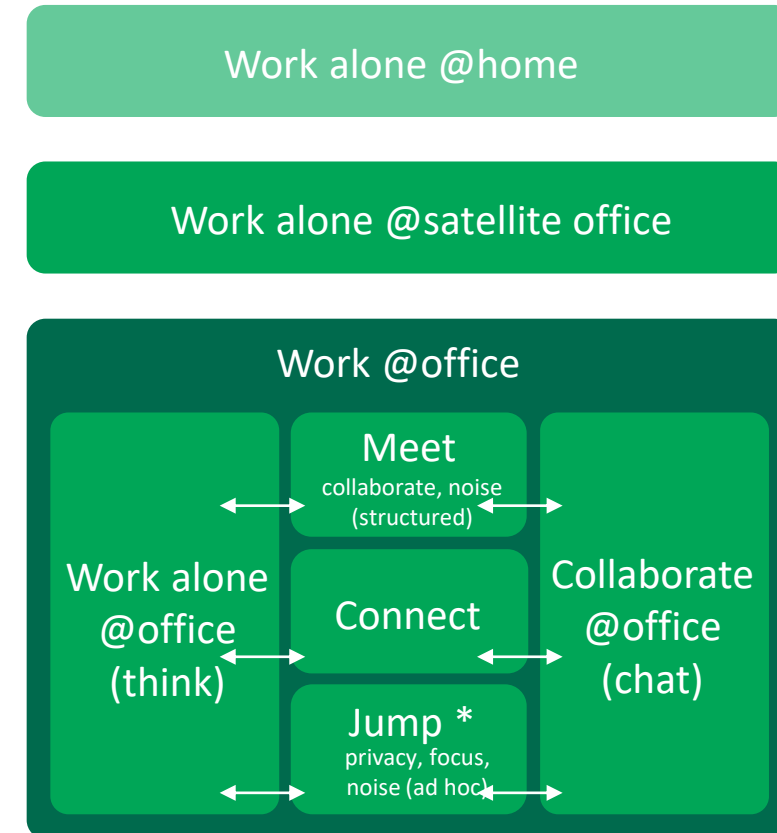 Work alone @home
Work alone @satellite office
Work @office
Work alone
@office
(think)
Meet
collaborate, noise
(structured)
Connect
Jump *
privacy, focus,
noise (ad hoc)
Collaborate
@office
(chat)